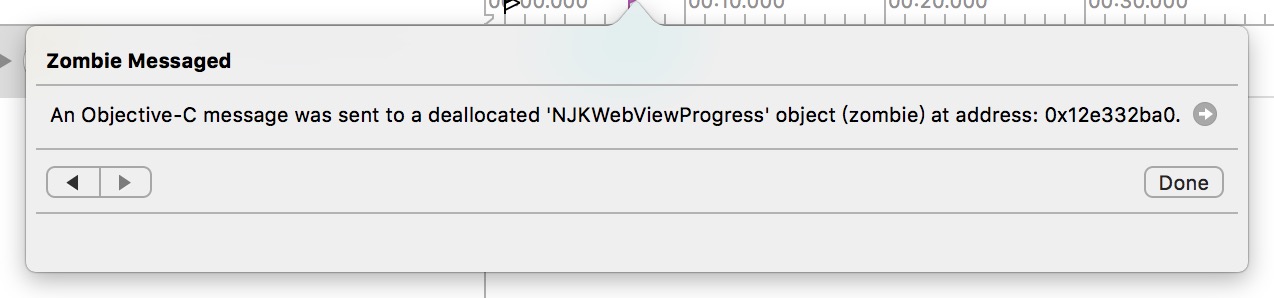 00:00.000 00:10.000 00:20.000 00:30.000
Zombie Messaged
An Objective-C message was sent to a deallocated 'NJKWebViewProgress' object (zombie) at address: 0x12e332ba0.
Done